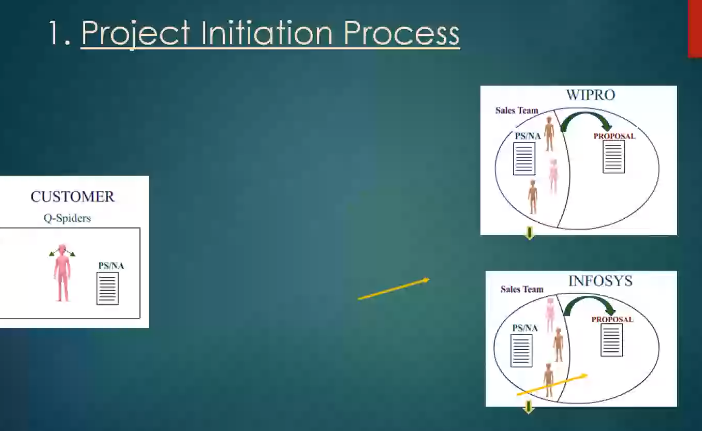 1. Project Initiation Process
WIPRO
Sales Team
PS/NA
PROPOSAL
CUSTOMER
Q-Spiders
PS/NA
INFOSYS
Sales Team
PROPOSAL
PS/NA